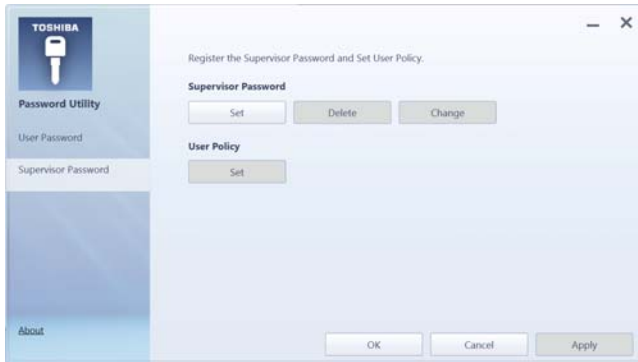 TOSHIBA
Password Utility
User Password
Supervisor Password
About
Register the Supervisor Password and Set User Policy.
Supervisor Password
Set Delete Change
User Policy
Set
OK Cancel Apply